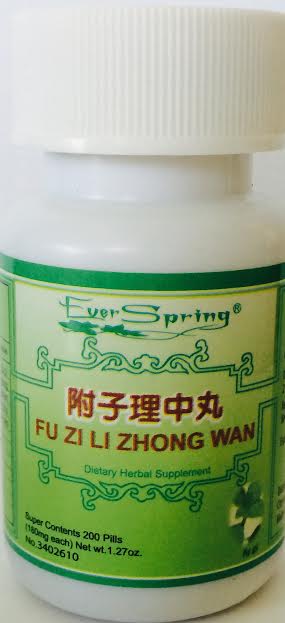 Ever Spring®
附子理中丸
FU ZI LI ZHONG WAN
Dietary Herbal Supplement
Super Contents 200 Pills
(180mg each) Net wt.1.27oz.
No.3402610